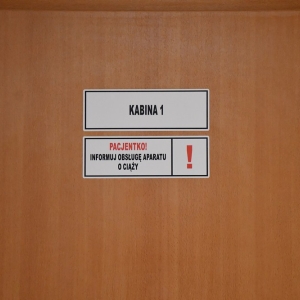 KABINA 1
PACJENTKO!
INFORMUJ OBSŁUGĘ APARATU
O CIĄŻY
!